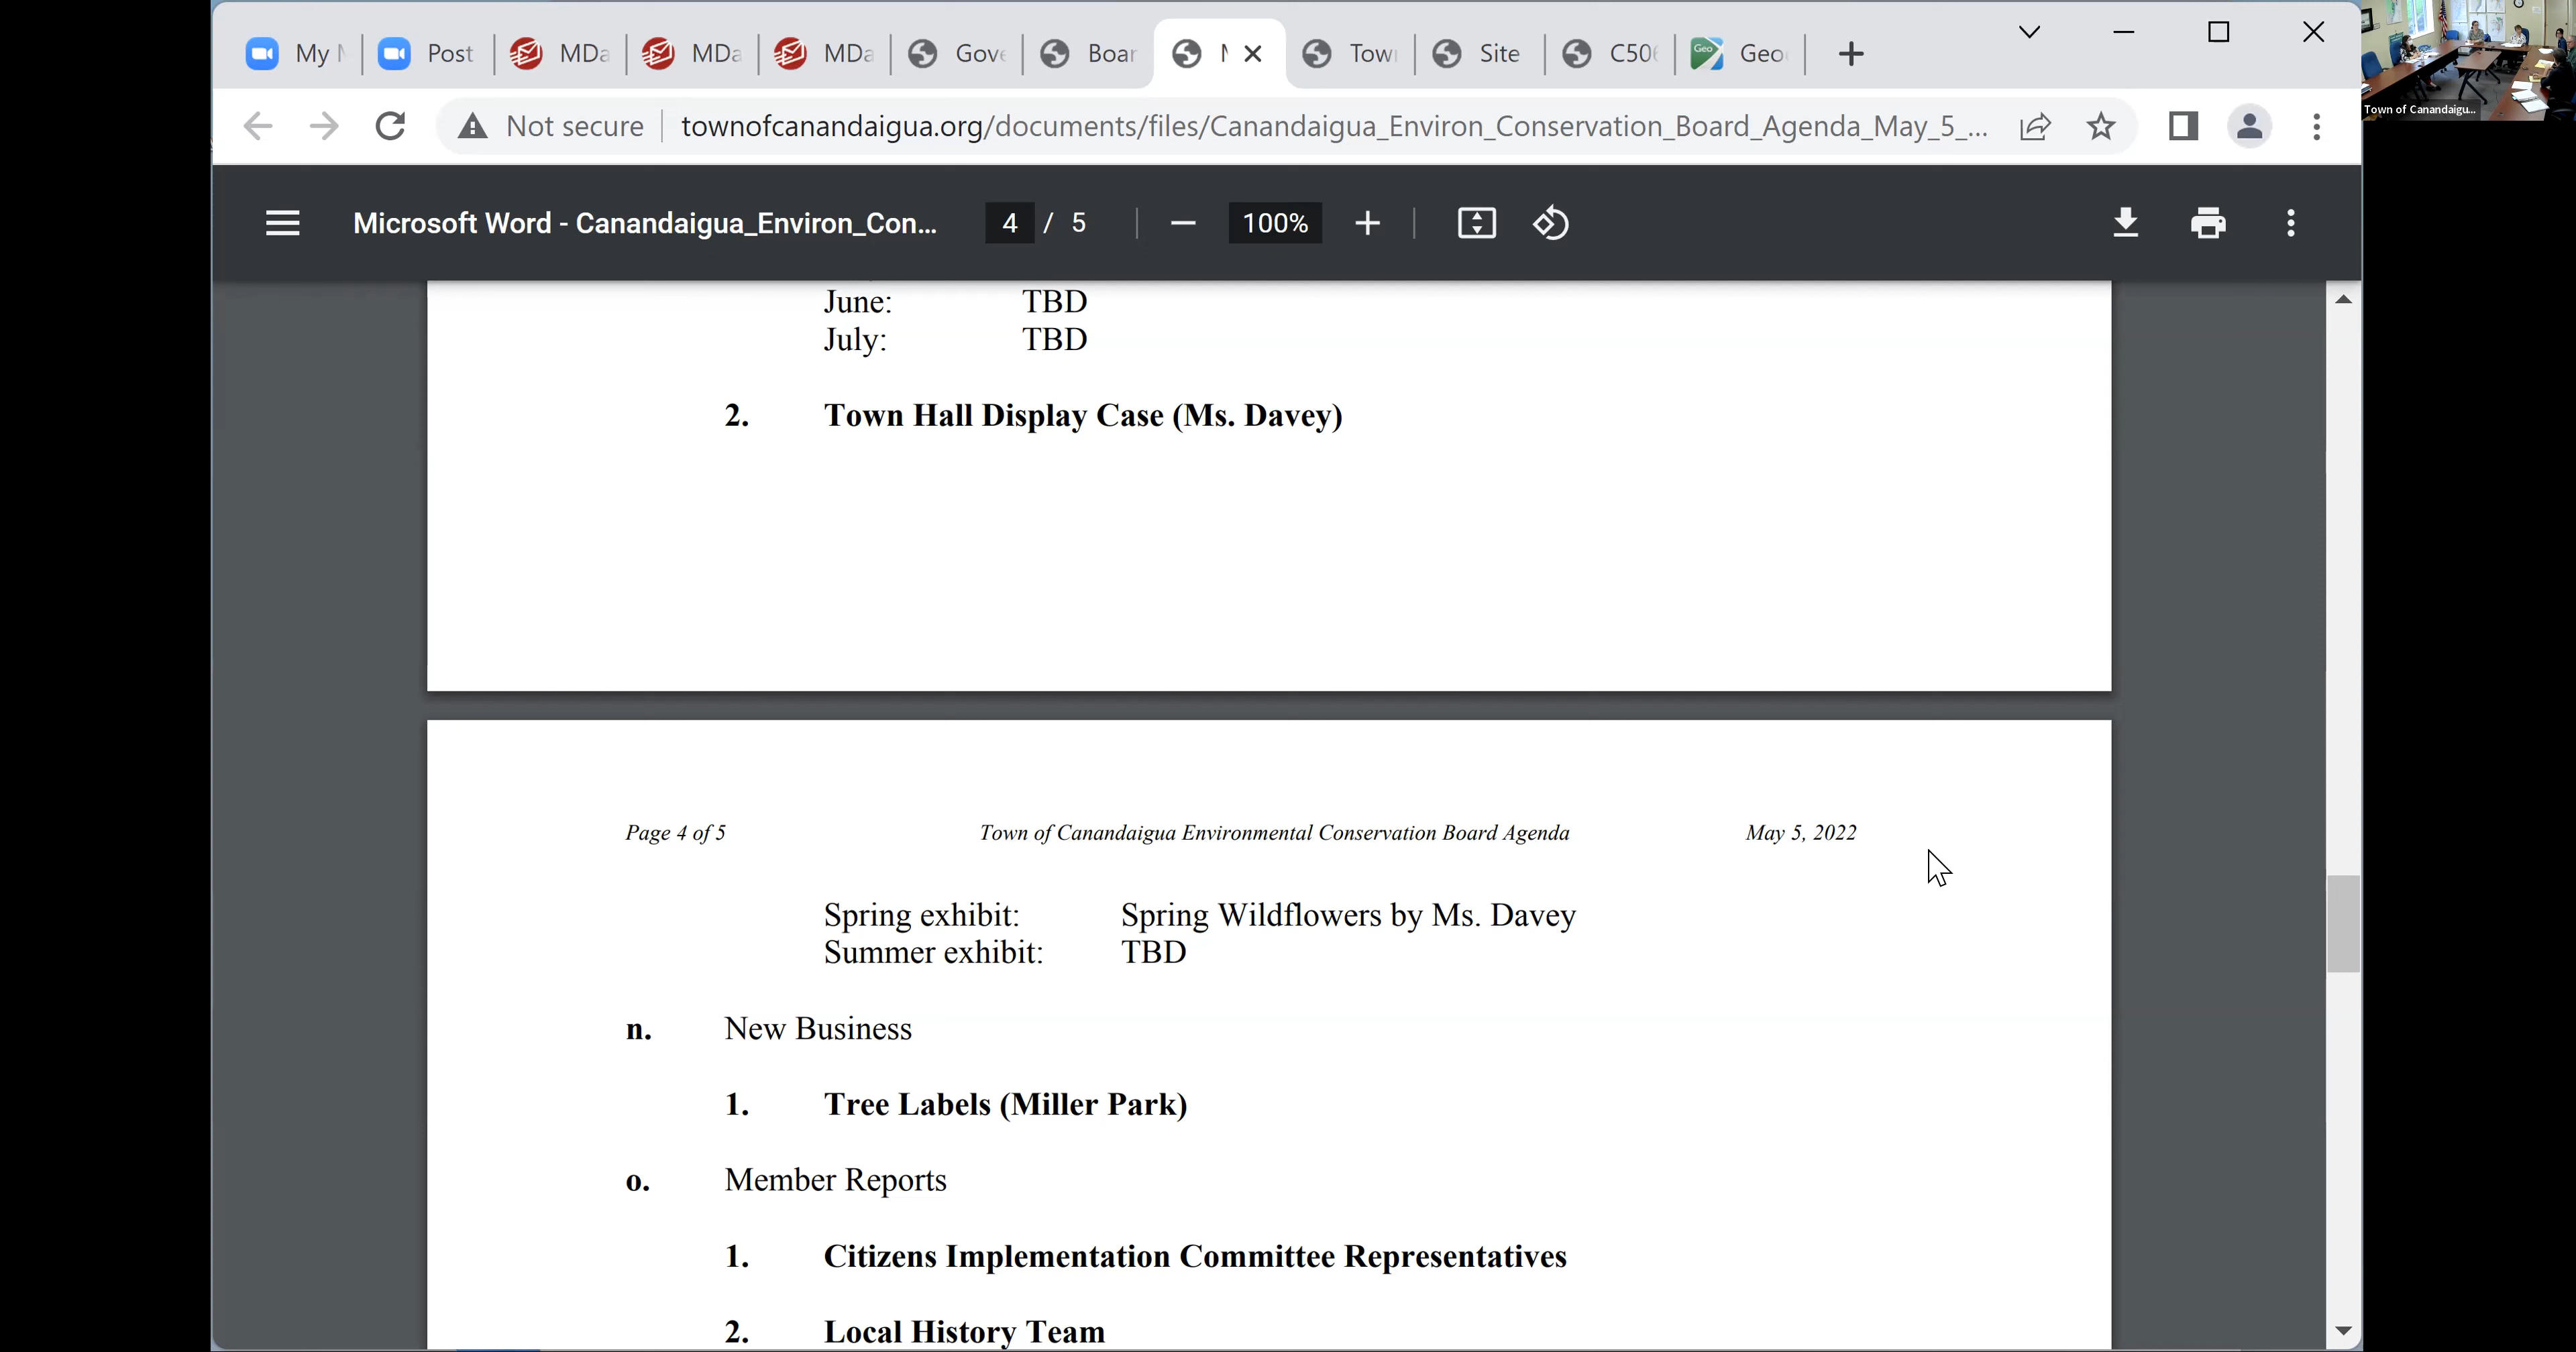 My
Post
MDa
MDa
MDa
Gove
Boar
Tow
Site
C506
Geo
Not secure
townofcanandaigua.org/documents/files/Canandaigua_Environ_Conservation_Board_Agenda_May_5_...
Town of Canandaigu...
Microsoft Word - Canandaigua_Environ_Con...
4 / 5
100%
June: TBD
July: TBD
2. Town Hall Display Case (Ms. Davey)
Page 4 of 5 Town of Canandaigua Environmental Conservation Board Agenda May 5, 2022
Spring exhibit: Spring Wildflowers by Ms. Davey
Summer exhibit: TBD
n. New Business
1. Tree Labels (Miller Park)
o. Member Reports
1. Citizens Implementation Committee Representatives
2. Local History Team